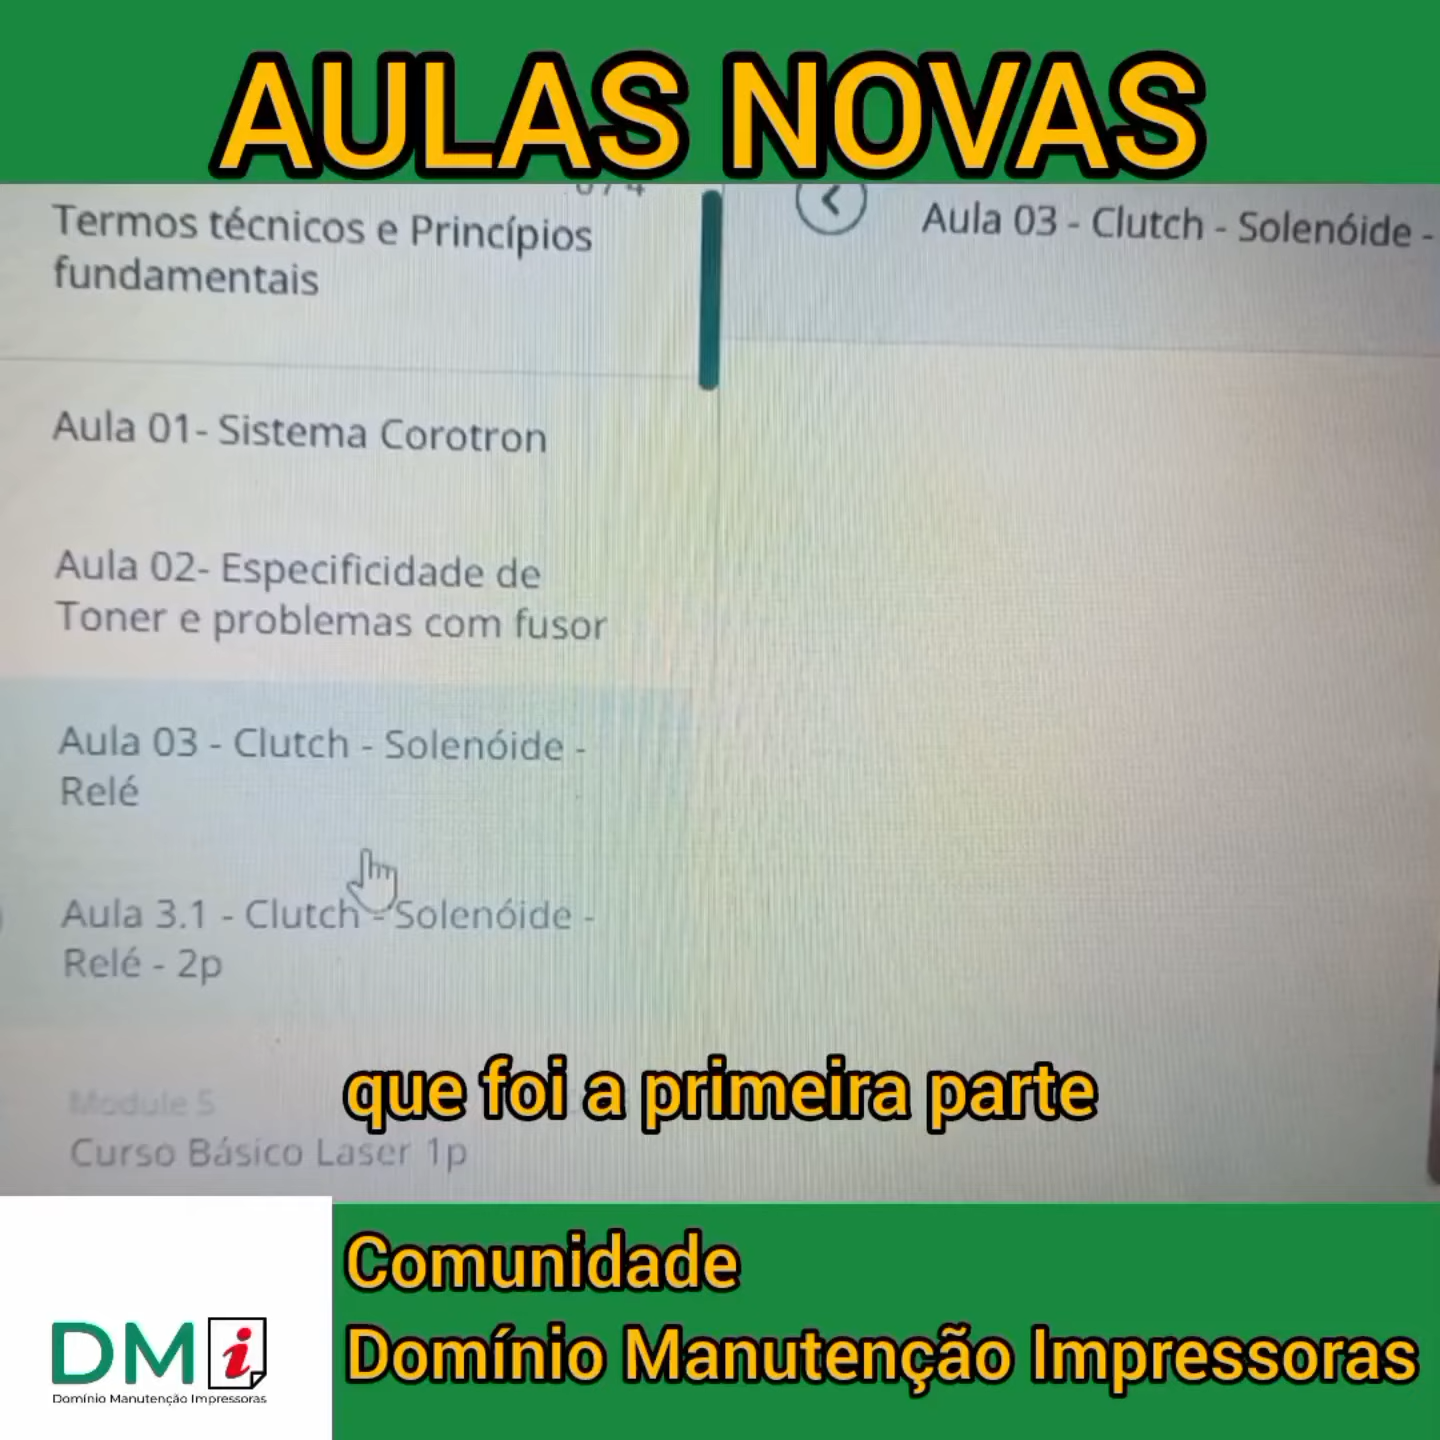 AULAS NOVAS
Termos técnicos e Princípios
fundamentais
Aula 03 - Clutch - Solenóide -
Aula 01- Sistema Corotron
Aula 02- Especificidade de
Toner e problemas com fusor
Aula 03 - Clutch - Solenóide -
Relé
Aula 3.1 - Clutch - Solenóide -
Relé - 2p
Module 5
Curso Básico Laser 1p
que foi a primeira parte
Comunidade
Domínio Manutenção Impressoras
DMi
Domínio Manutenção Impressoras